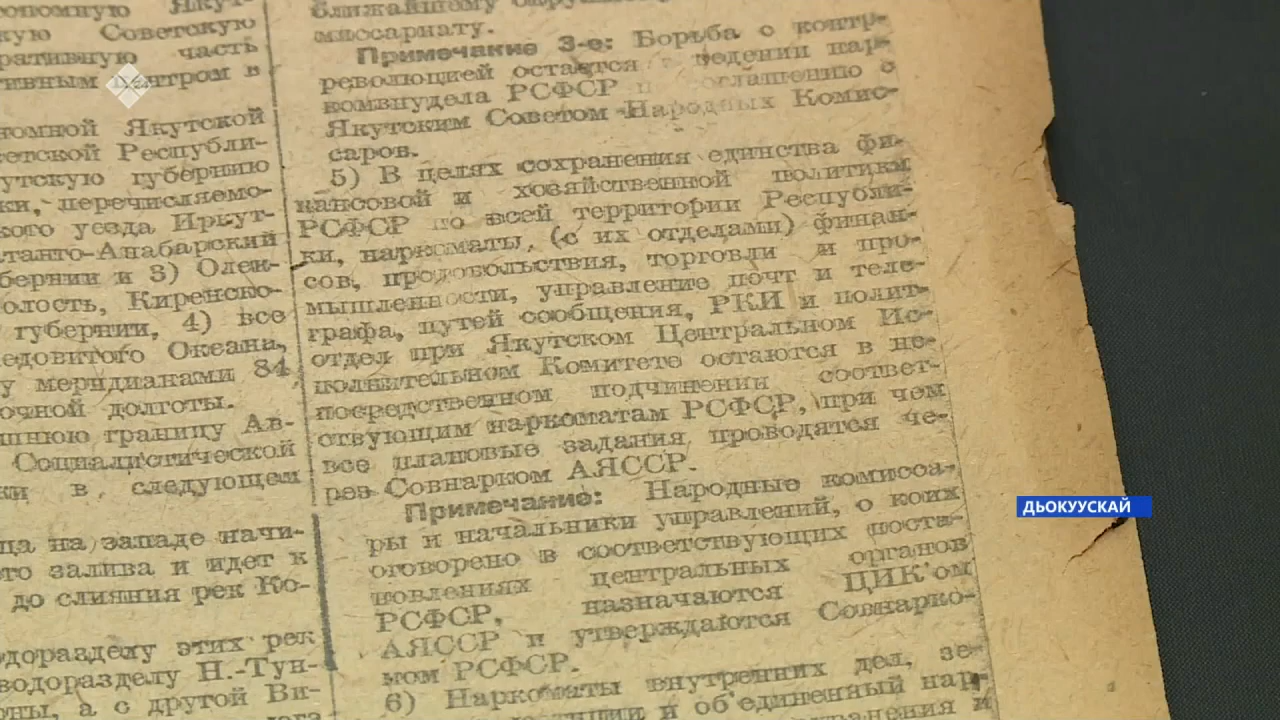 ономную Якут-
кую Советскую
ративную часть
тивным центром в
номной Якутской
етской Республи-
утскую губернию
ки, перечисляемо-
кого уезда Иркут-
атанго-Анабарский
бернии и 3) Олек-
олость, Киренско-
губернии, 4) все
едовитого Океана,
у меридианами 84
очной долготы.
шнюю границу Ав-
Социалистической
ки в следующем
ца на западе начи-
ого залива и идет к
до слияния рек Ко-
одоразделу этих рек
водоразделу Н.-Тун-
оны, а с другой Ви-
ближайшему
миссариату.
Примечание 3-е: Борьба с контр-
революцией остается в ведении нар-
комвнудела РСФСР по соглашению с
Якутским Советом Народных Комис-
саров.
5) В целях сохранения единства фи-
нансовой и хозяйственной политики
РСФСР по всей территории Республи-
ки, наркоматы, (с их отделами) финан-
сов, продовольствия, торговли и про-
мышленности, управление почт и теле-
графа, путей сообщения, РКИ и полит-
отдел при Якутском Центральном Ис-
полнительном Комитете остаются в не-
посредственном подчинении соответ-
ствующим наркоматам РСФСР, при чем
все плановые задания проводятся че-
рез Совнарком АЯССР.
Примечание: Народные комисса-
ры и начальники управлений, о коих
оговорено в соответствующих поста-
новлениях центральных органов
РСФСР, назначаются ЦИК'ом
АЯССР и утверждаются Совнарко-
мом РСФСР.
6) Наркоматы внутренних дел, зе-
и об'единенный нар-
ДЬОКУУСКАЙ